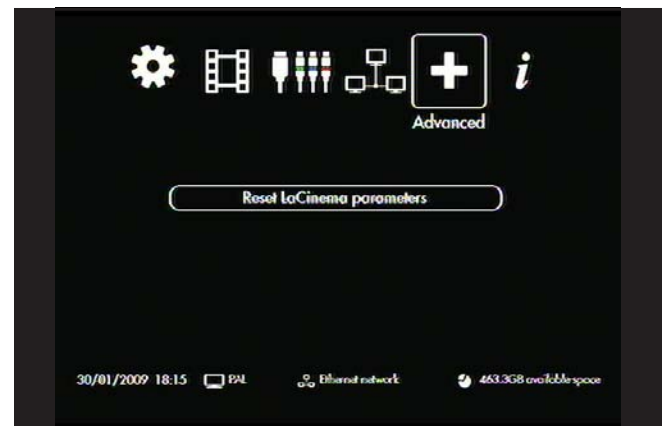 Advanced
Reset LaCinema parameters
30/01/2009 18:15 PAL Ethernet network 463.3GB available space